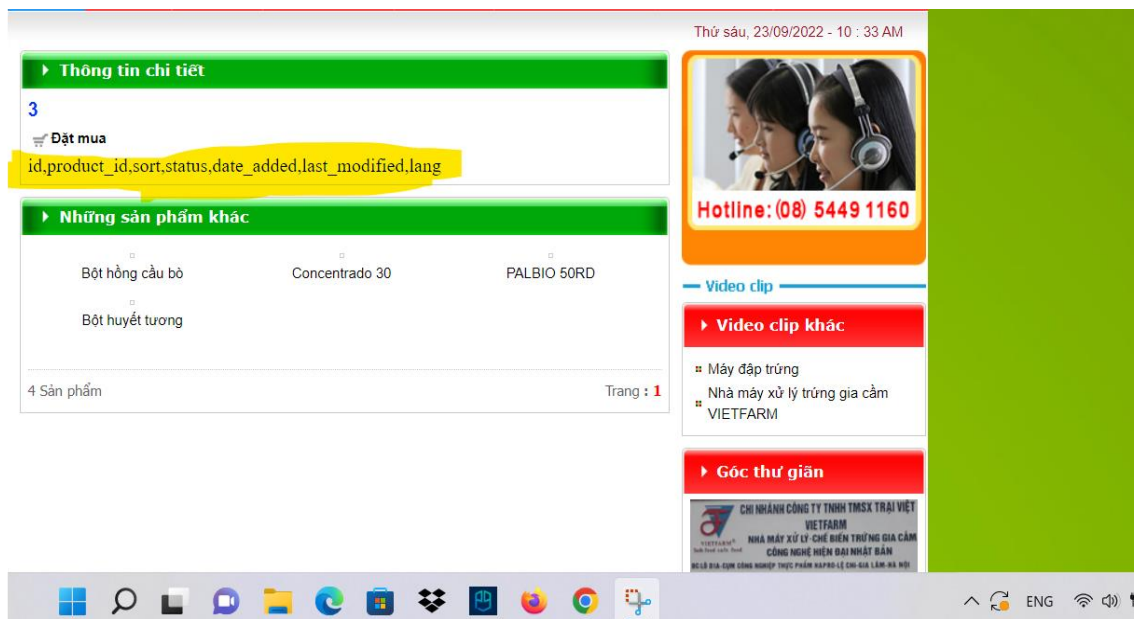 Thứ sáu, 23/09/2022 - 10 : 33 AM
Thông tin chi tiết
3
Đặt mua
id,product_id,sort,status,date_added,last_modified,lang
Những sản phẩm khác
Bột hồng cầu bò
Concentrado 30
PALBIO 50RD
Bột huyết tương
4 Sản phẩm
Trang : 1
Hotline: (08) 5449 1160
Video clip
Video clip khác
Máy đập trứng
Nhà máy xử lý trứng gia cầm
VIETFARM
Góc thư giãn
CHI NHÁNH CÔNG TY TNHH TMSX TRẠI VIỆT
VIETFARM
NHÀ MÁY XỬ LÝ-CHẾ BIẾN TRỨNG GIA CẦM
CÔNG NGHỆ HIỆN ĐẠI NHẬT BẢN
ENG